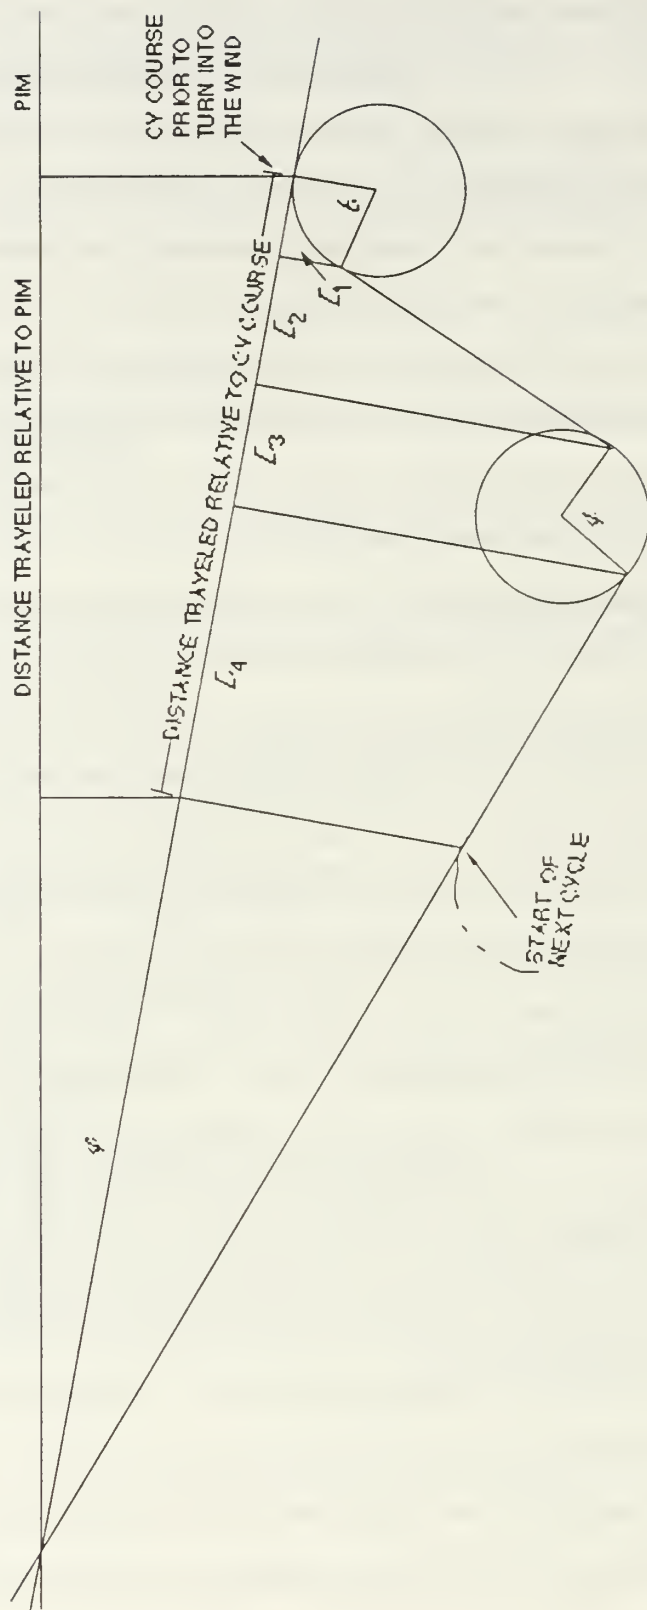 DISTANCE TRAVELED RELATIVE TO PIM
PIM
CV COURSE
PRIOR TO
TURN INTO
THE WIND
DISTANCE TRAVELED RELATIVE TO CV COURSE
L1
L2
L3
L4
START OF
NEXT CYCLE